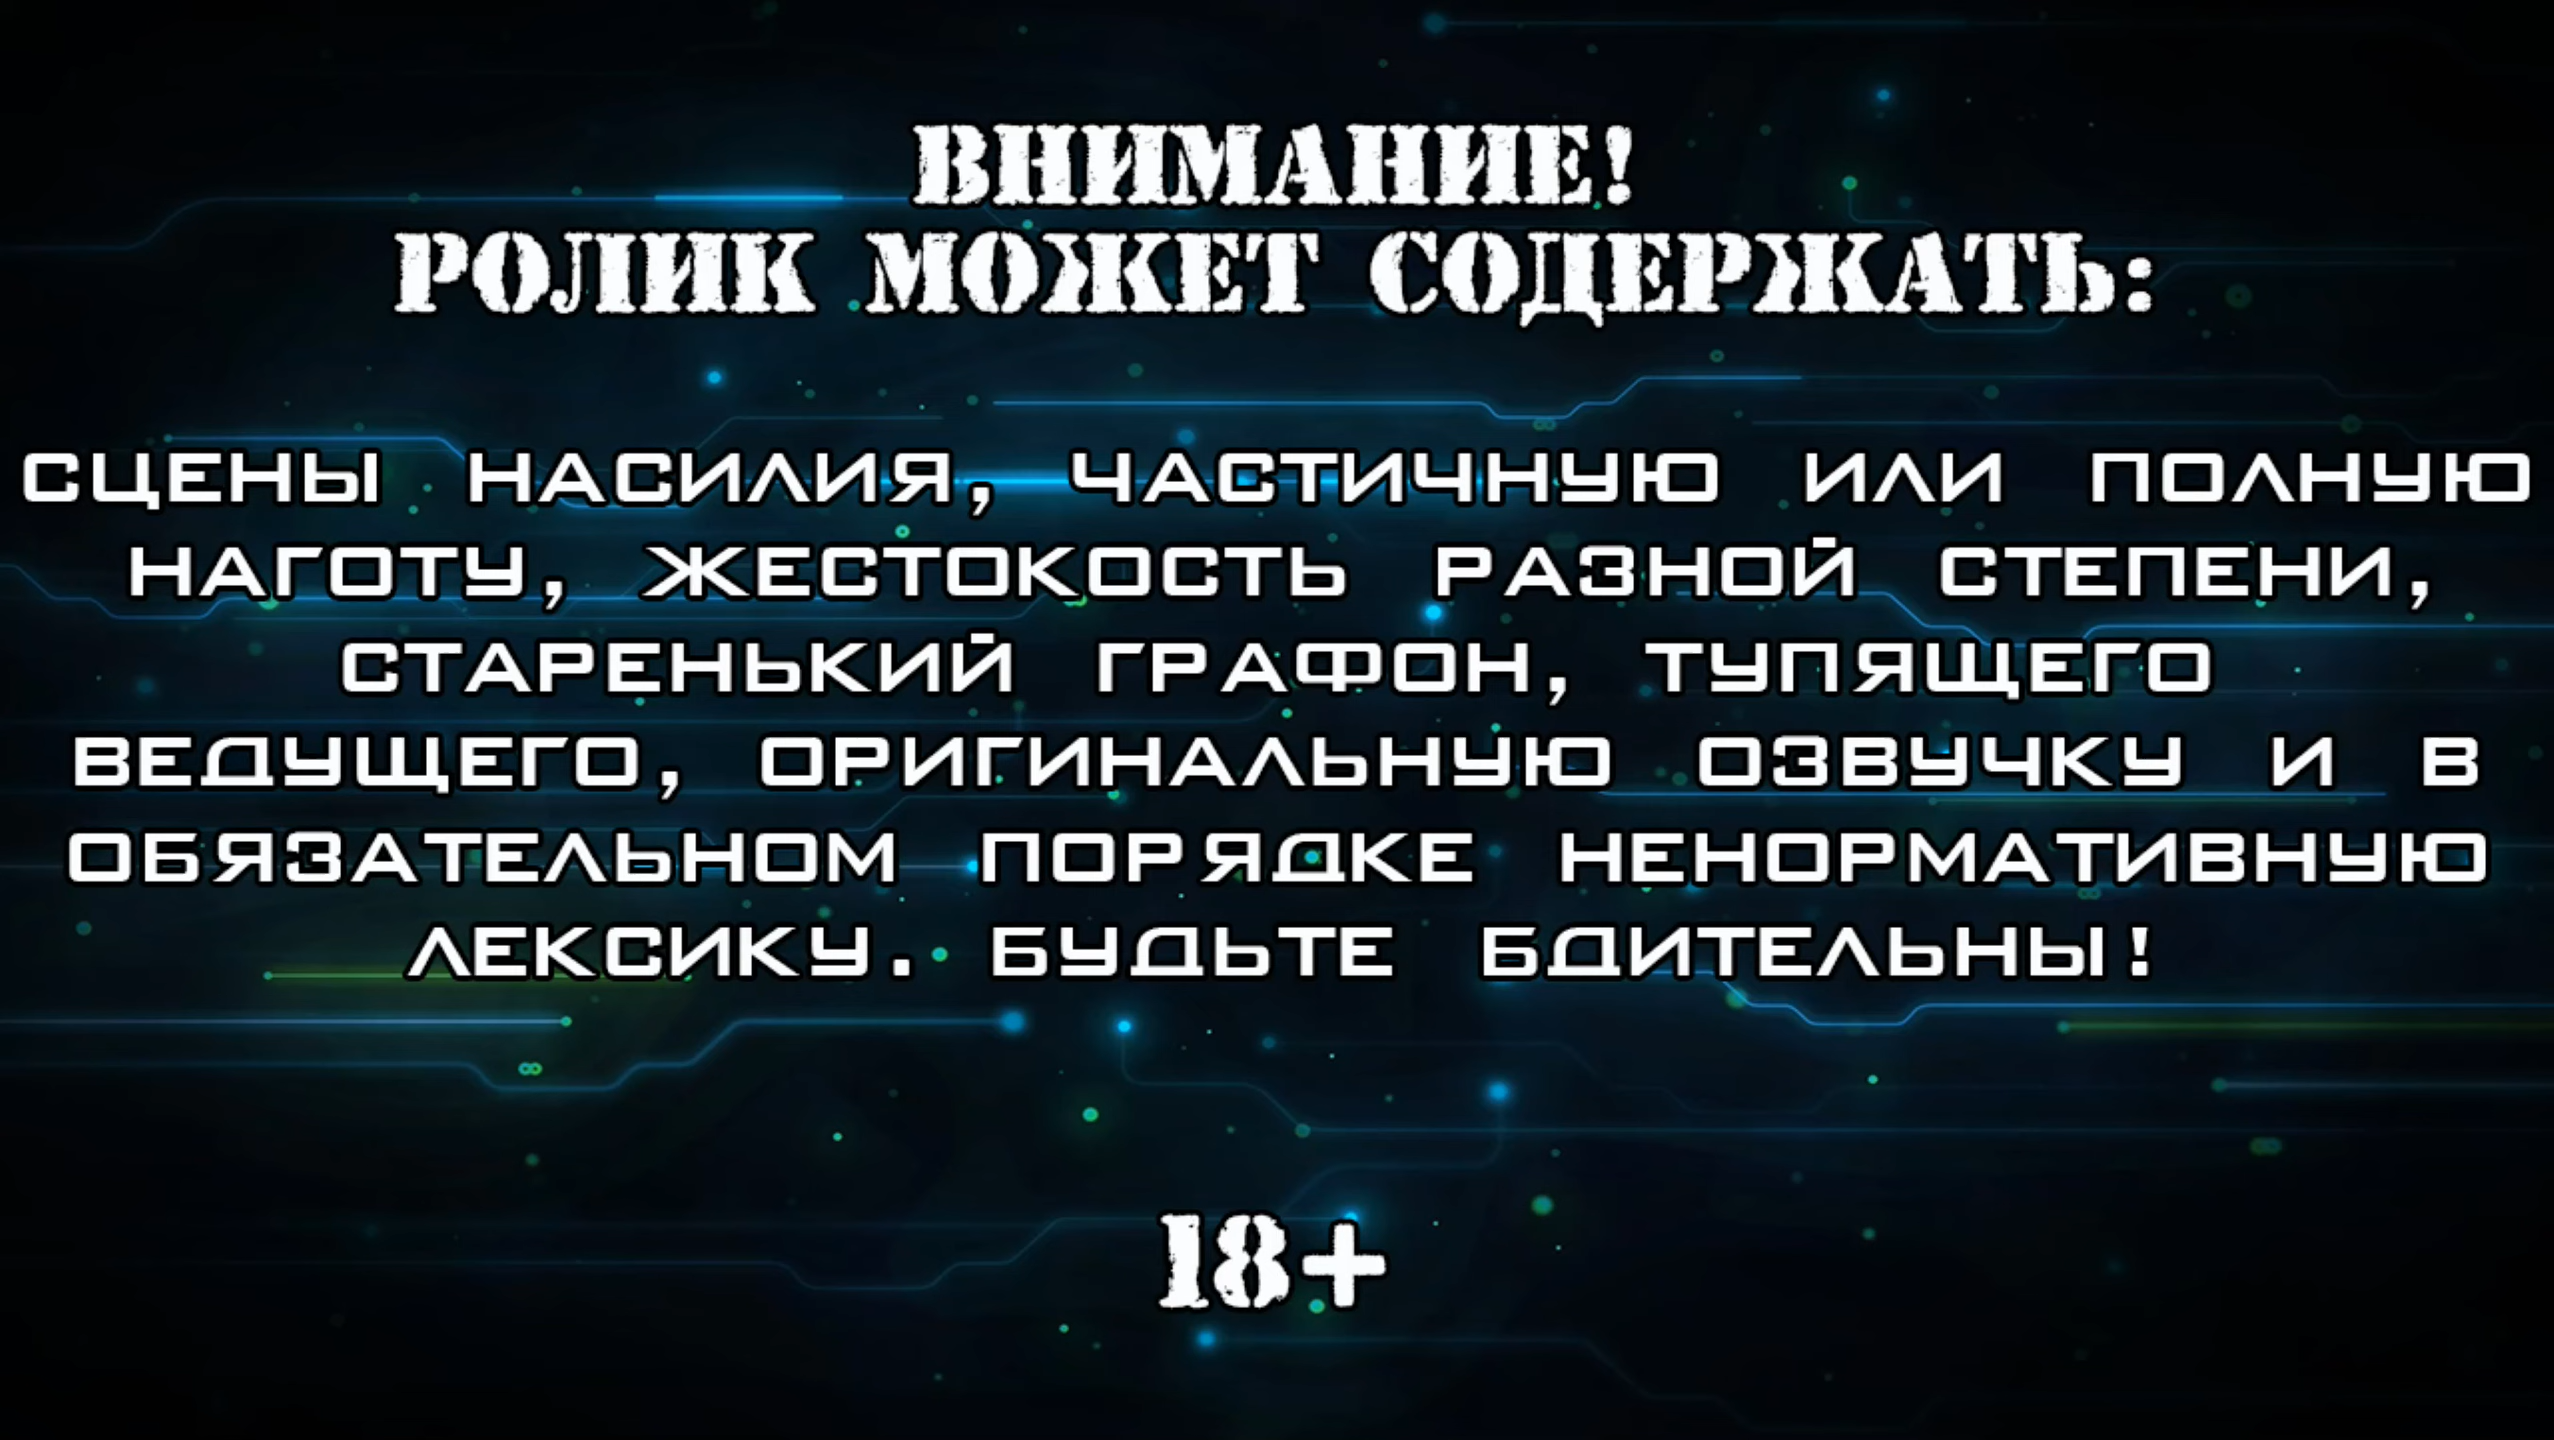 ВНИМАНИЕ!
РОЛИК МОЖЕТ СОДЕРЖАТЬ:
СЦЕНЫ НАСИЛИЯ, ЧАСТИЧНУЮ ИЛИ ПОЛНУЮ
НАГОТУ, ЖЕСТОКОСТЬ РАЗНОЙ СТЕПЕНИ,
СТАРЕНЬКИЙ ГРАФОН, ТУПЯЩЕГО
ВЕДУЩЕГО, ОРИГИНАЛЬНУЮ ОЗВУЧКУ И В
ОБЯЗАТЕЛЬНОМ ПОРЯДКЕ НЕНОРМАТИВНУЮ
ЛЕКСИКУ. БУДЬТЕ БДИТЕЛЬНЫ!
18+